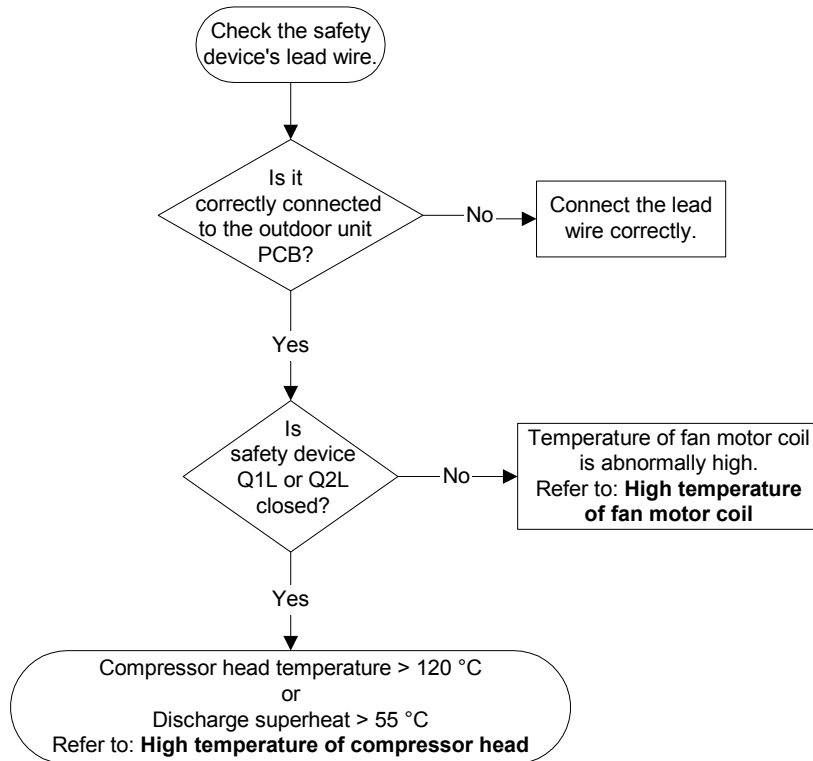 Check the safety
device's lead wire.
Is it
correctly connected
to the outdoor unit
PCB?
No
Connect the lead
wire correctly.
Yes
Is
safety device
Q1L or Q2L
closed?
No
Temperature of fan motor coil
is abnormally high.
Refer to: High temperature
of fan motor coil
Yes
Compressor head temperature > 120 °C
or
Discharge superheat > 55 °C
Refer to: High temperature of compressor head